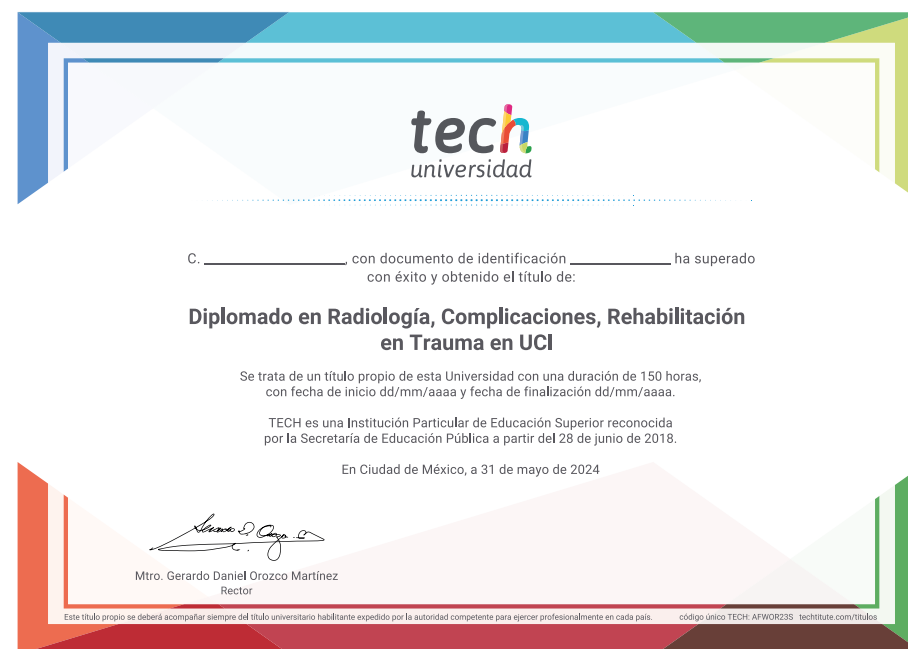 tech
universidad
C. ____________________, con documento de identificación ______________ ha superado
con éxito y obtenido el título de:
Diplomado en Radiología, Complicaciones, Rehabilitación
en Trauma en UCI
Se trata de un título propio de esta Universidad con una duración de 150 horas,
con fecha de inicio dd/mm/aaaa y fecha de finalización dd/mm/aaaa.
TECH es una Institución Particular de Educación Superior reconocida
por la Secretaría de Educación Pública a partir del 28 de junio de 2018.
En Ciudad de México, a 31 de mayo de 2024
Mtro. Gerardo Daniel Orozco Martínez
Rector
Este título propio se deberá acompañar siempre del título universitario habilitante expedido por la autoridad competente para ejercer profesionalmente en cada país. código único TECH: AFWOR23S techtitute.com/titulos